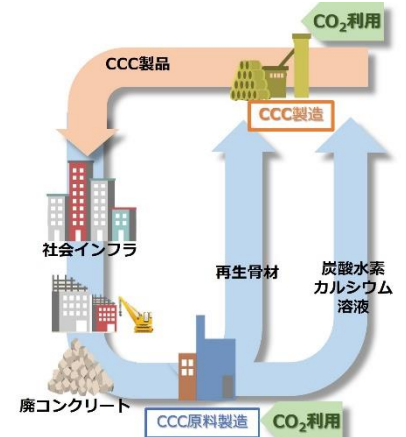 CO2利用
CCC製品
CCC製造
社会インフラ
再生骨材
炭酸水素
カルシウム
溶液
廃コンクリート
CCC原料製造
CO2利用